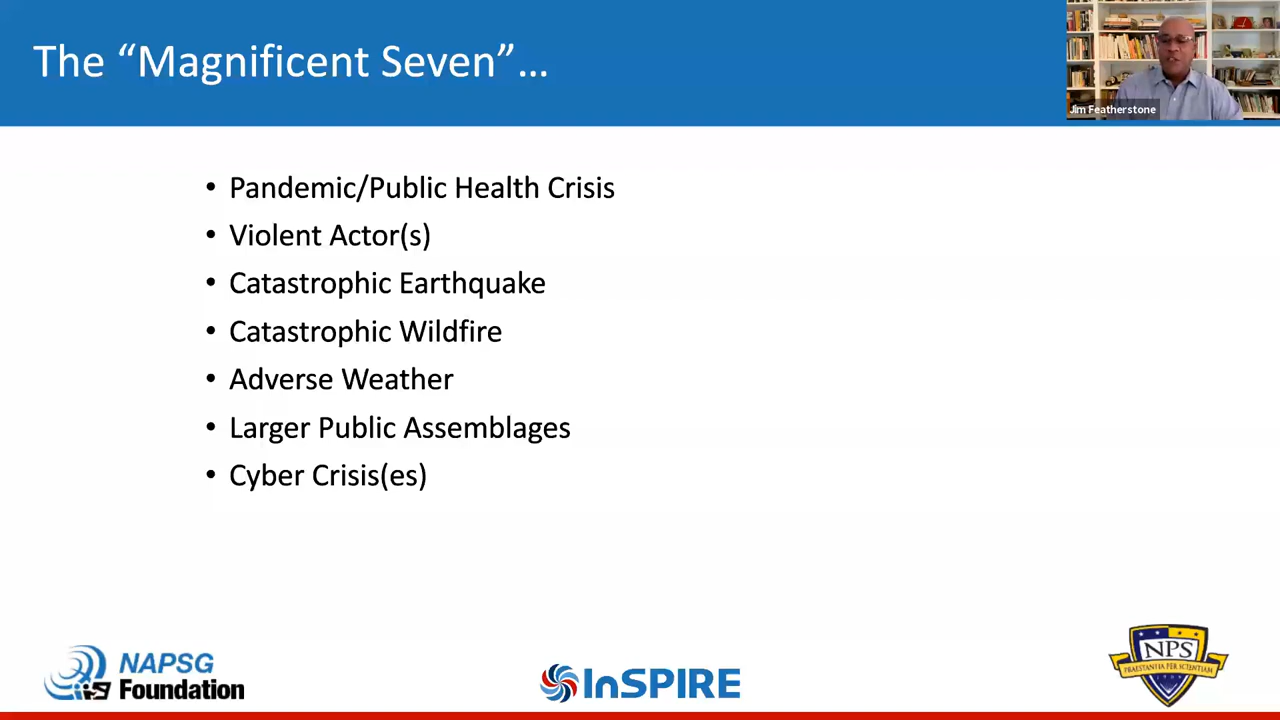 The “Magnificent Seven”…
Jim Featherstone
• Pandemic/Public Health Crisis
• Violent Actor(s)
• Catastrophic Earthquake
• Catastrophic Wildfire
• Adverse Weather
• Larger Public Assemblages
• Cyber Crisis(es)
NAPSG
Foundation
InSPIRE
NPS
PRAESTANTIA PER SCIENTIAM